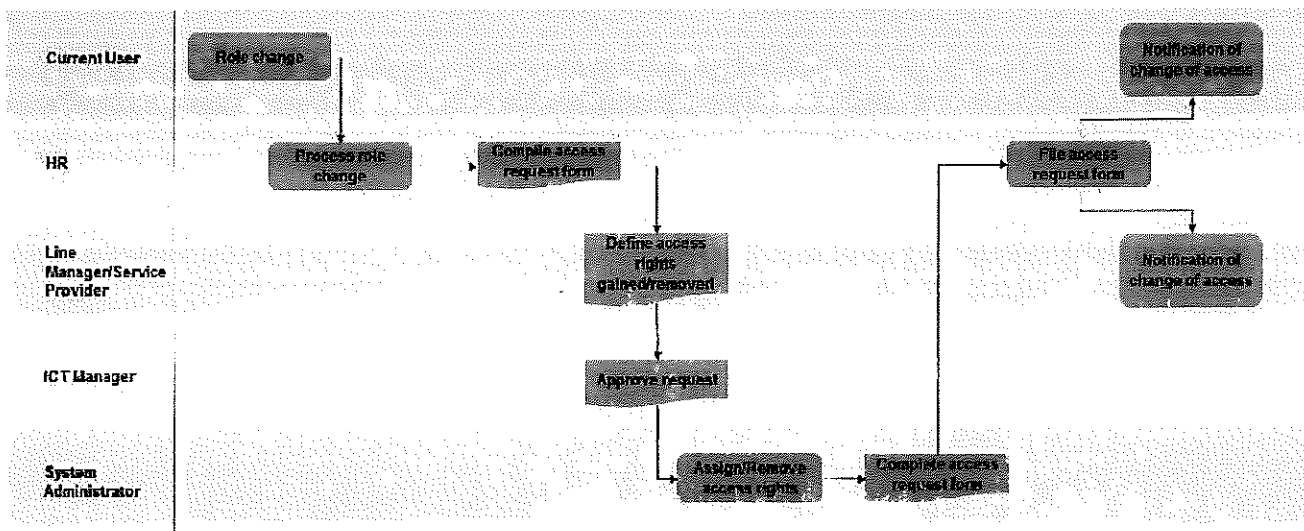 Current User
Role change
Notification of
change of access
HR
Process role
change
Compile access
request form
File access
request form
Line
Manager/Service
Provider
Define access
rights
gained/removed
Notification of
change of access
ICT Manager
Approve request
System
Administrator
Assign/Remove
access rights
Complete access
request form